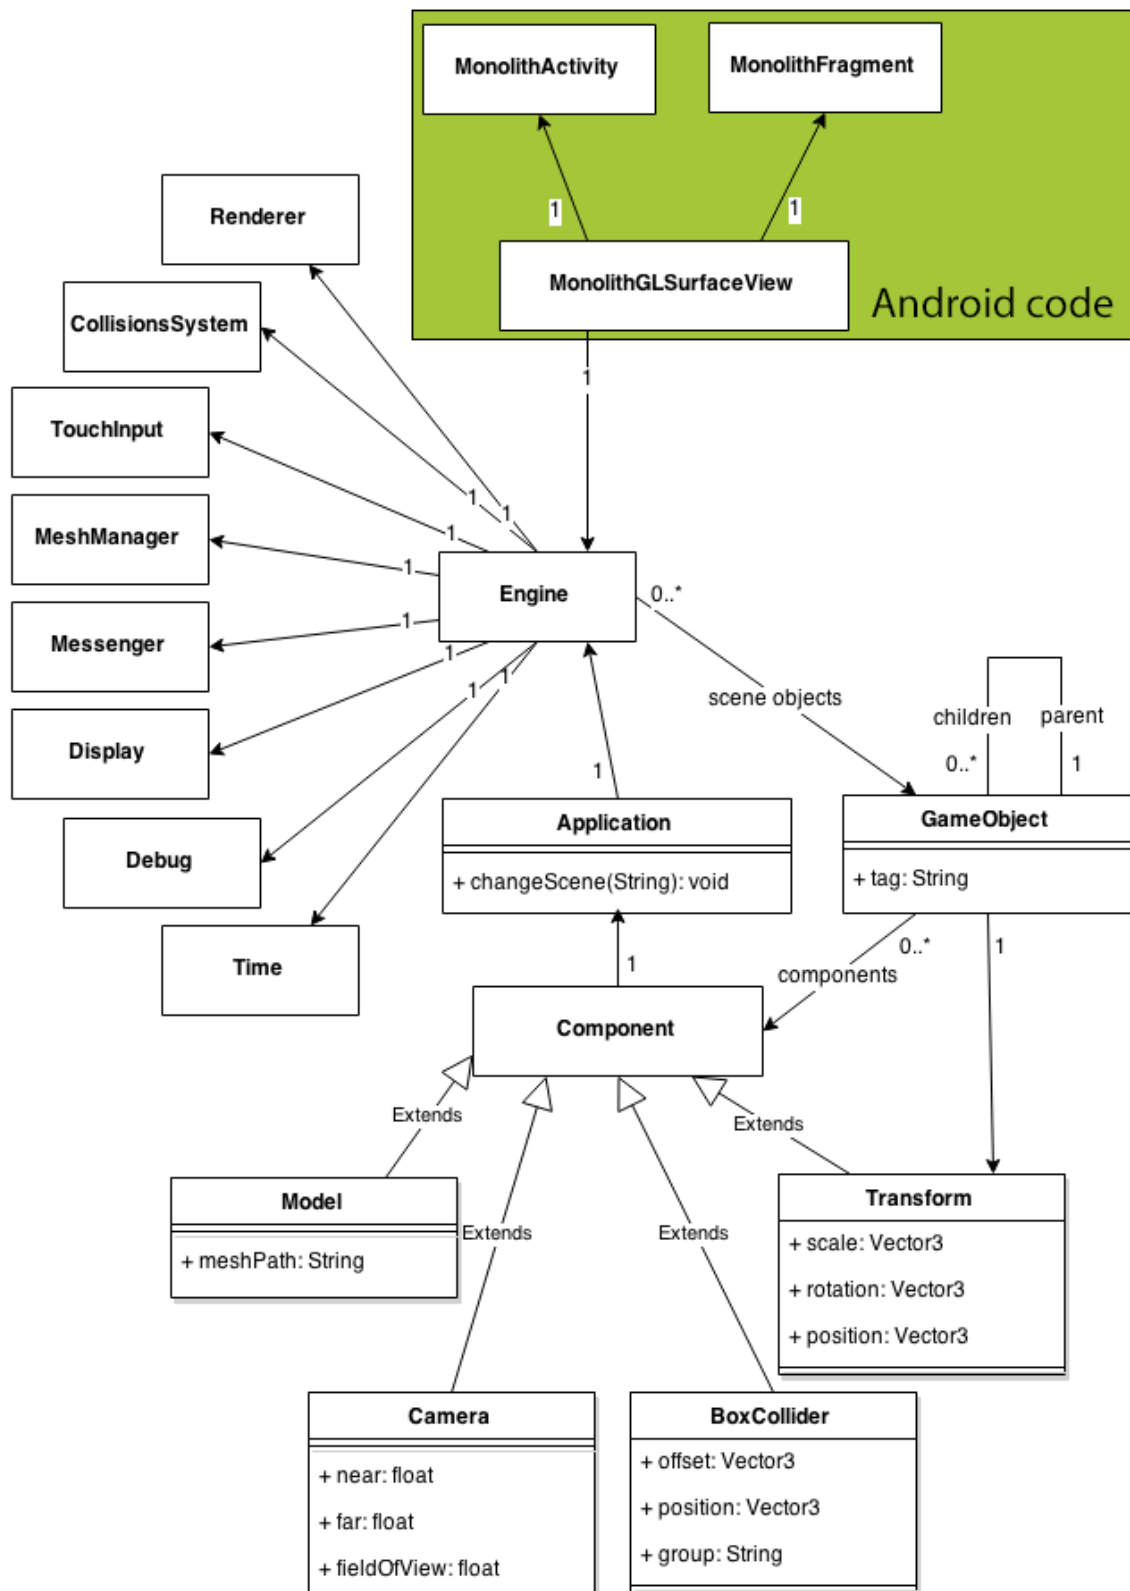 MonolithActivity
MonolithFragment
1
1
MonolithGLSurfaceView
Android code
Renderer
CollisionsSystem
TouchInput
MeshManager
Messenger
Display
Debug
Time
1
1
1
1
1
1
1
1
1
Engine
0..*
scene objects
children
parent
0..*
1
1
Application
+ changeScene(String): void
GameObject
+ tag: String
0..*
1
components
1
Component
Extends
Extends
Extends
Extends
Model
+ meshPath: String
Transform
+ scale: Vector3
+ rotation: Vector3
+ position: Vector3
Camera
+ near: float
+ far: float
+ fieldOfView: float
BoxCollider
+ offset: Vector3
+ position: Vector3
+ group: String